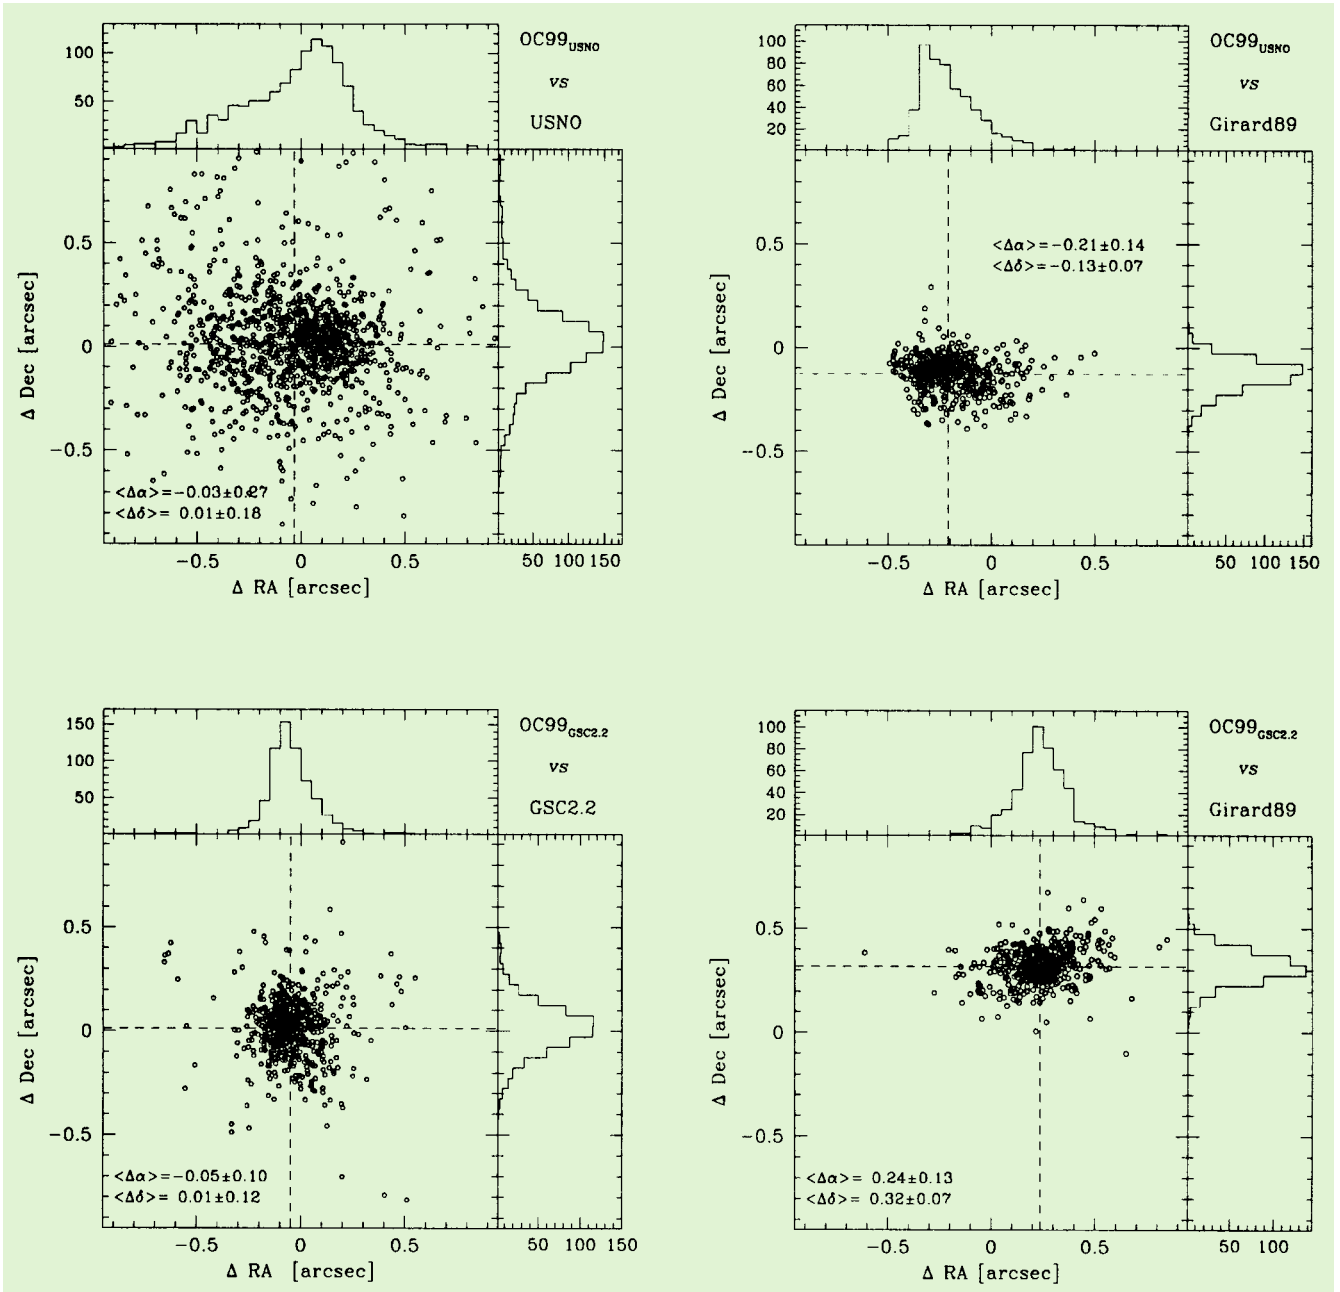 OC99USNO
vs
USNO
100
50
Δ Dec [arcsec]
0.5
0
−0.5
<Δα>=−0.03±0.27
<Δδ>= 0.01±0.18
−0.5 0 0.5 50 100 150
Δ RA [arcsec]
OC99USNO
vs
Girard89
100
80
60
40
20
Δ Dec [arcsec]
0.5
0
−0.5
<Δα>=−0.21±0.14
<Δδ>=−0.13±0.07
−0.5 0 0.5 50 100 150
Δ RA [arcsec]
OC99GSC2.2
vs
GSC2.2
150
100
50
Δ Dec [arcsec]
0.5
0
−0.5
<Δα>=−0.05±0.10
<Δδ>= 0.01±0.12
−0.5 0 0.5 50 100 150
Δ RA [arcsec]
OC99GSC2.2
vs
Girard89
100
80
60
40
20
Δ Dec [arcsec]
0.5
0
−0.5
<Δα>= 0.24±0.13
<Δδ>= 0.32±0.07
−0.5 0 0.5 50 100
Δ RA [arcsec]